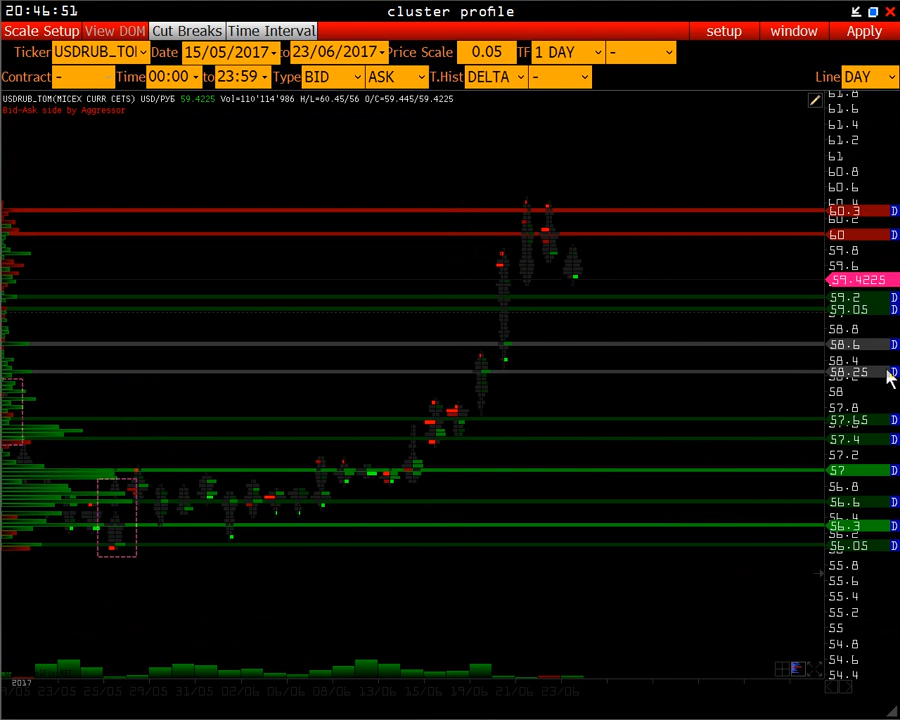 20:46:51 cluster profile
Scale Setup View DOM Cut Breaks Time Interval setup window Apply
Ticker USDRUB_TOI Date 15/05/2017 to 23/06/2017 Price Scale 0.05 TF 1 DAY -
Contract - Time 00:00 to 23:59 Type BID ASK T.Hist DELTA - Line DAY
USDRUB_TOM(MICEX CURR CETS) USD/РУБ 59.4225 Vol=110'114'986 H/L=60.45/56 O/C=59.445/59.4225
Bid-Ask side by Aggressor
61.8
61.6
61.4
61.2
61
60.8
60.6
60.4
60.3 D
60.2
60 D
59.8
59.6
59.4225
59.2 D
59.05 D
58.8
58.6 D
58.4
58.25 D
58
57.8
57.65 D
57.4 D
57.2
57 D
56.8
56.6 D
56.4
56.3 D
56.2
56.05 D
55.8
55.6
55.4
55.2
55
54.8
54.6
54.4
2017
23/05 25/05 29/05 31/05 02/06 06/06 08/06 13/06 15/06 19/06 21/06 23/06